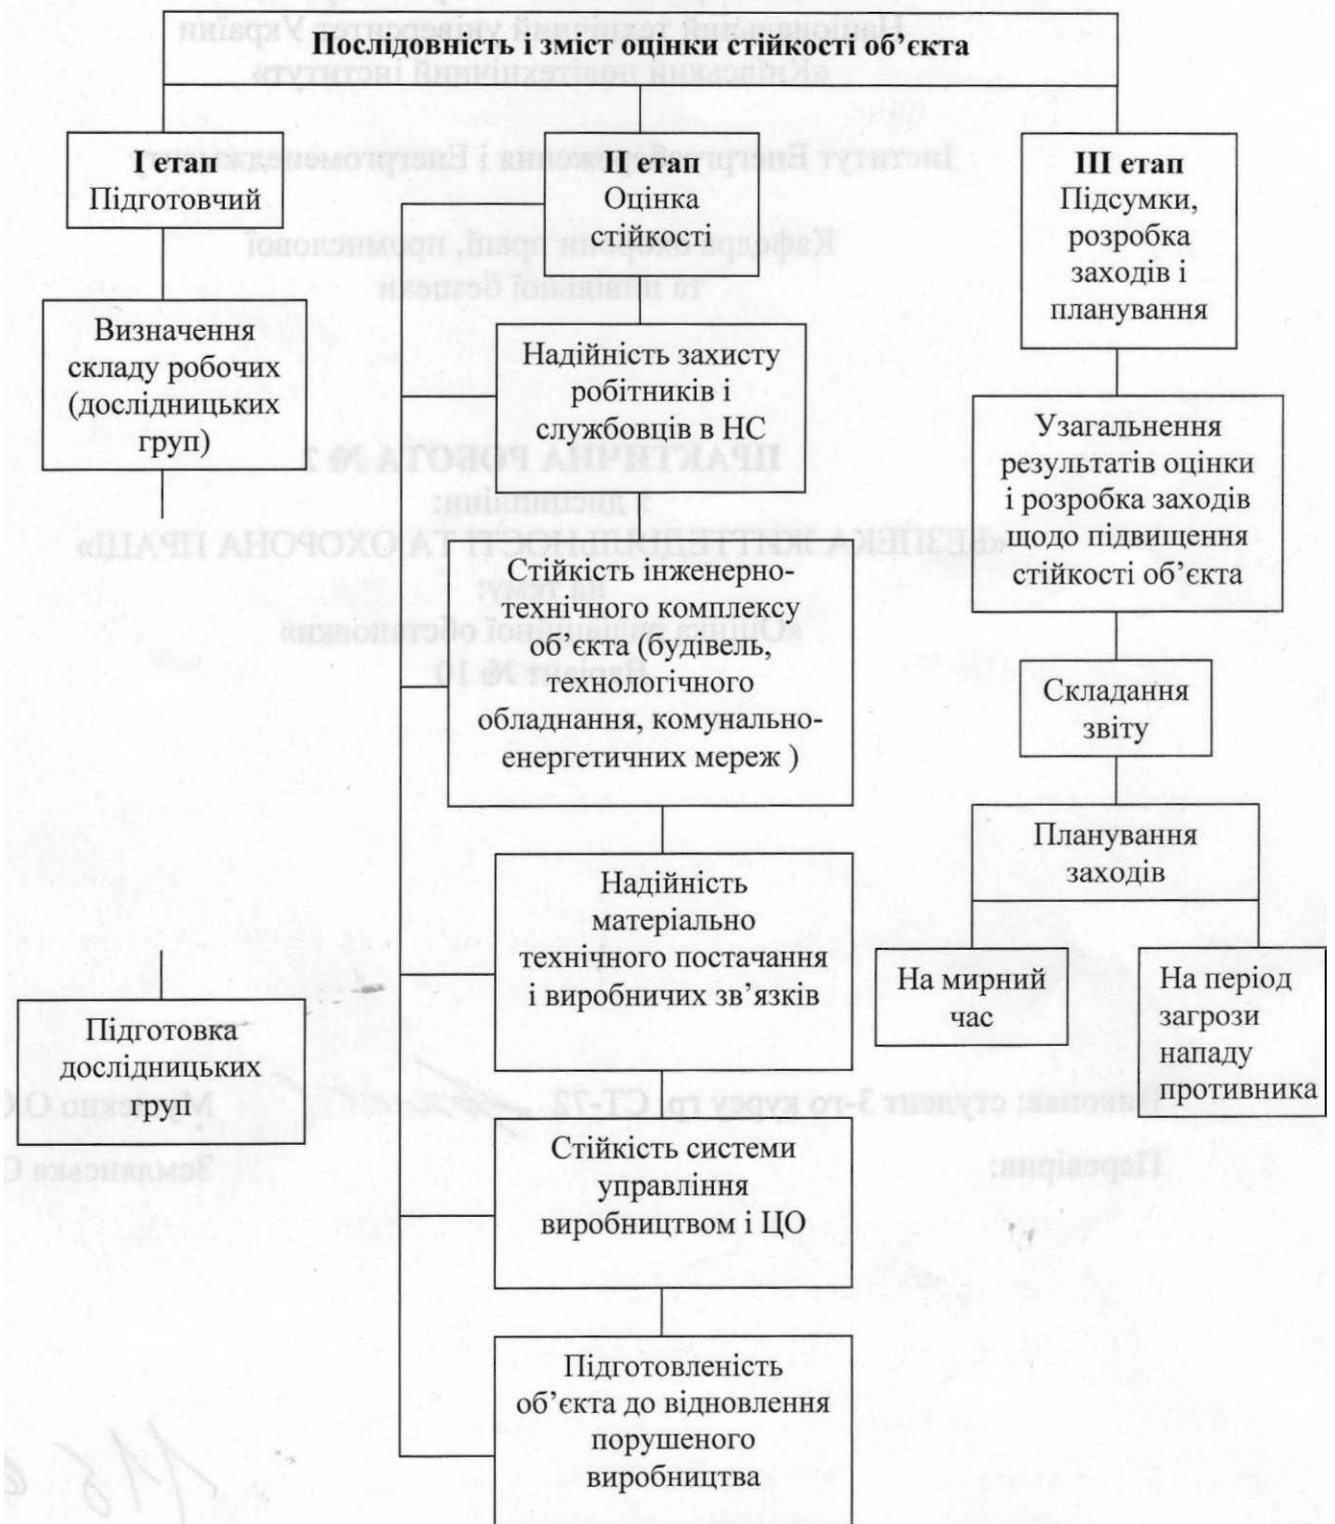 Послідовність і зміст оцінки стійкості об’єкта
І етап
Підготовчий
Визначення
складу робочих
(дослідницьких
груп)
Підготовка
дослідницьких
груп
ІІ етап
Оцінка
стійкості
Надійність захисту
робітників і
службовців в НС
Стійкість інженерно-
технічного комплексу
об’єкта (будівель,
технологічного
обладнання, комунально-
енергетичних мереж )
Надійність
матеріально
технічного постачання
і виробничих зв’язків
Стійкість системи
управління
виробництвом і ЦО
Підготовленість
об’єкта до відновлення
порушеного
виробництва
ІІІ етап
Підсумки,
розробка
заходів і
планування
Узагальнення
результатів оцінки
і розробка заходів
щодо підвищення
стійкості об’єкта
Складання
звіту
Планування
заходів
На мирний
час
На період
загрози
нападу
противника